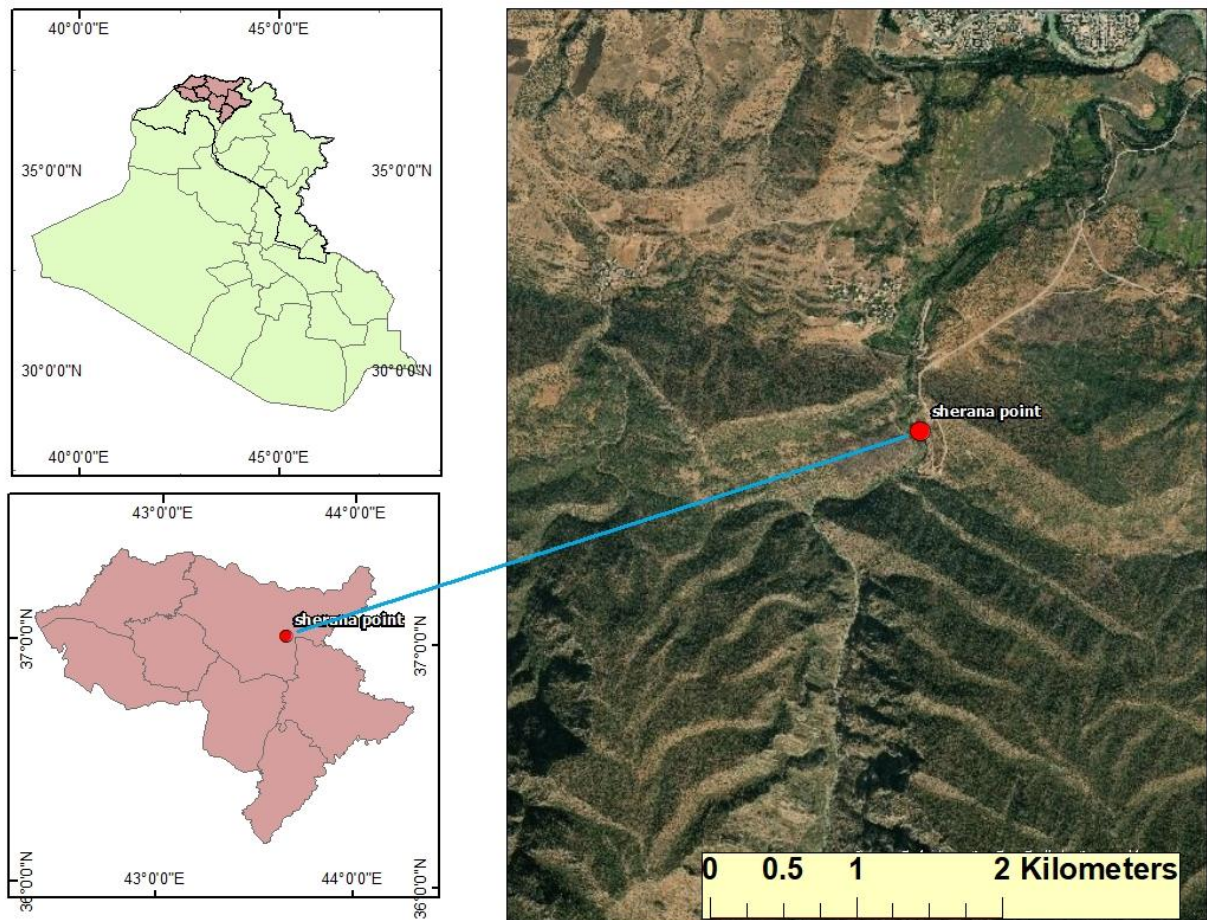 40°0'0"E 45°0'0"E
35°0'0"N 35°0'0"N
30°0'0"N 30°0'0"N
40°0'0"E 45°0'0"E
43°0'0"E 44°0'0"E
37°0'0"N 37°0'0"N
sherana point
36°0'0"N 36°0'0"N
43°0'0"E 44°0'0"E
sherana point
0 0.5 1 2 Kilometers